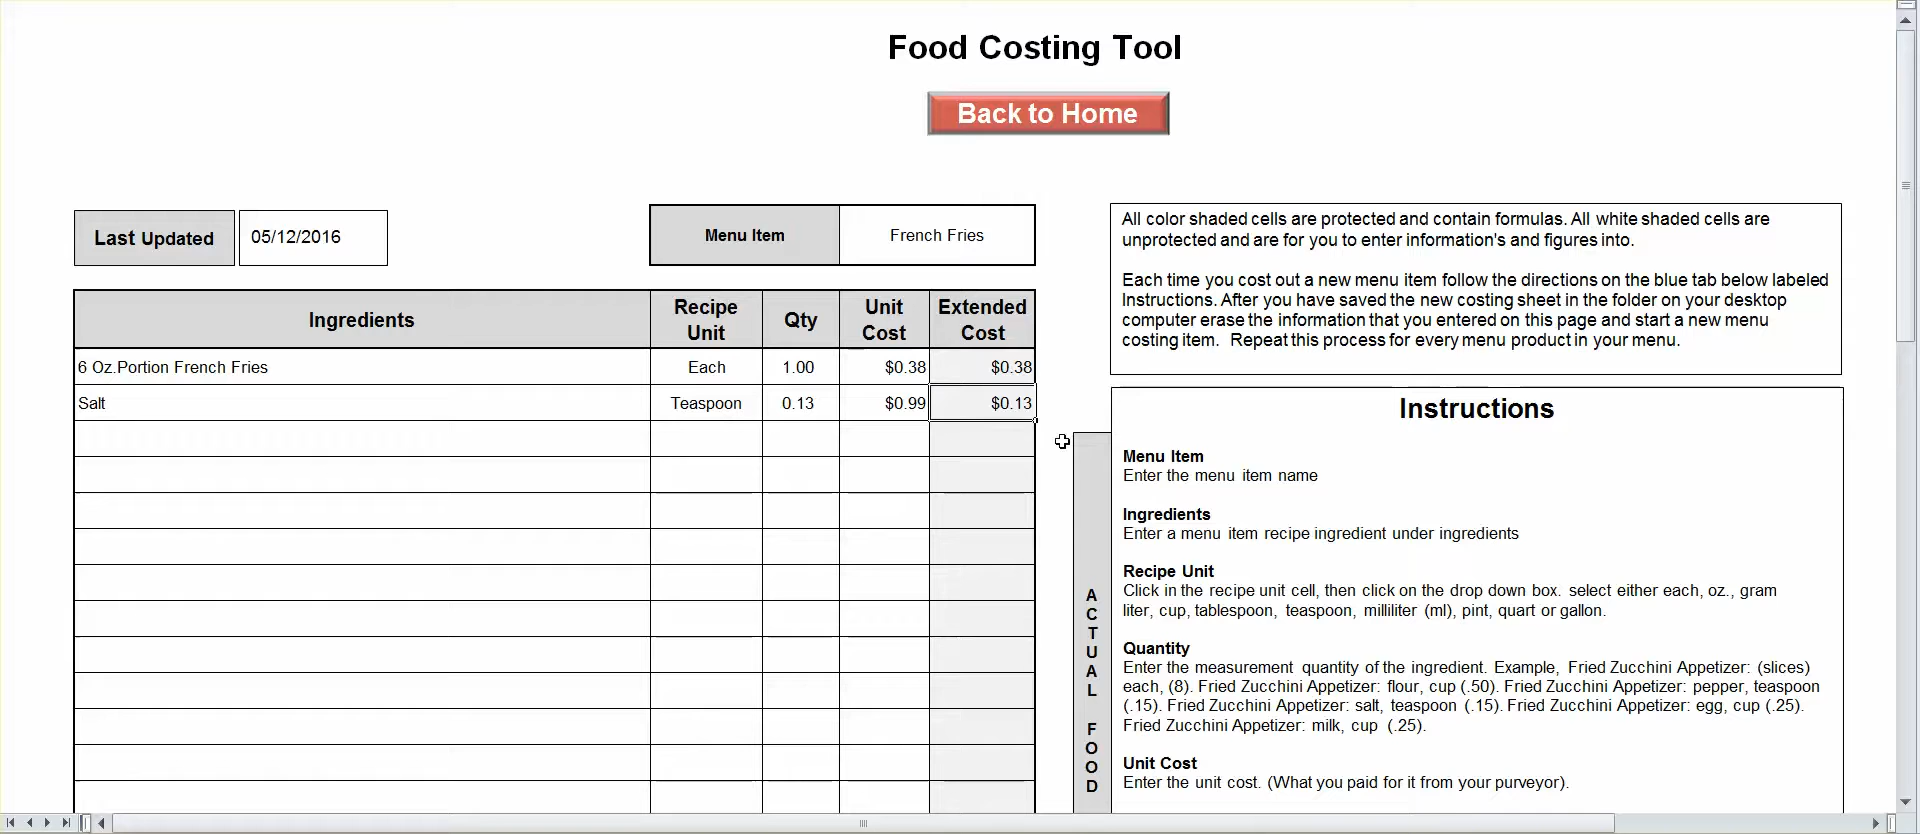 Food Costing Tool
Back to Home
Last Updated 05/12/2016
Menu Item French Fries
Ingredients Recipe Unit Qty Unit Cost Extended Cost
6 Oz.Portion French Fries Each 1.00 $0.38 $0.38
Salt Teaspoon 0.13 $0.99 $0.13
All color shaded cells are protected and contain formulas. All white shaded cells are
unprotected and are for you to enter information's and figures into.
Each time you cost out a new menu item follow the directions on the blue tab below labeled
Instructions. After you have saved the new costing sheet in the folder on your desktop
computer erase the information that you entered on this page and start a new menu
costing item. Repeat this process for every menu product in your menu.
ACTUAL FOOD
Instructions
Menu Item
Enter the menu item name
Ingredients
Enter a menu item recipe ingredient under ingredients
Recipe Unit
Click in the recipe unit cell, then click on the drop down box. select either each, oz., gram
liter, cup, tablespoon, teaspoon, milliliter (ml), pint, quart or gallon.
Quantity
Enter the measurement quantity of the ingredient. Example, Fried Zucchini Appetizer: (slices)
each, (8). Fried Zucchini Appetizer: flour, cup (.50). Fried Zucchini Appetizer: pepper, teaspoon
(.15). Fried Zucchini Appetizer: salt, teaspoon (.15). Fried Zucchini Appetizer: egg, cup (.25).
Fried Zucchini Appetizer: milk, cup (.25).
Unit Cost
Enter the unit cost. (What you paid for it from your purveyor).